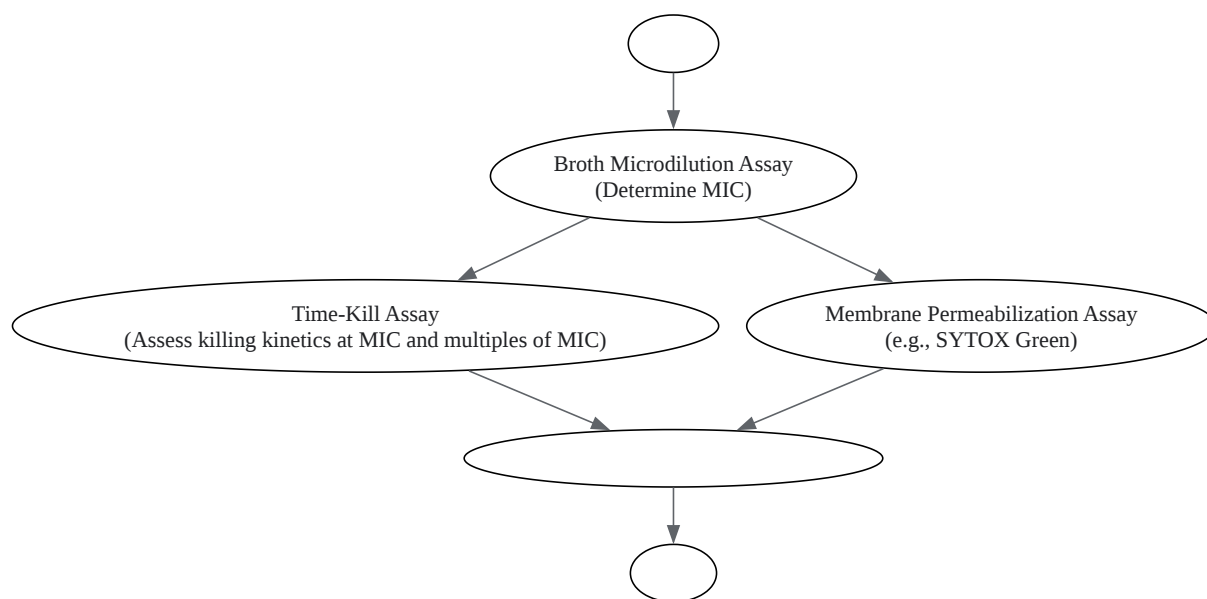 Broth Microdilution Assay
(Determine MIC)
Time-Kill Assay
(Assess killing kinetics at MIC and multiples of MIC)
Membrane Permeabilization Assay
(e.g., SYTOX Green)